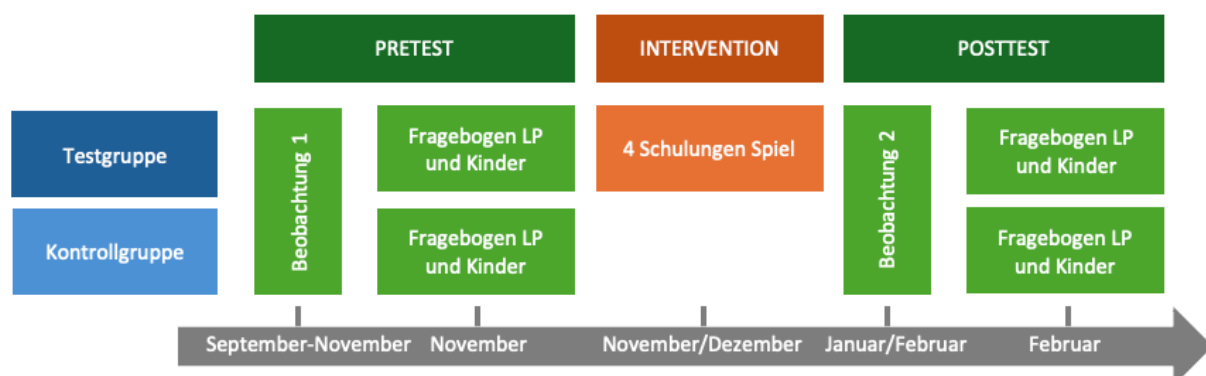 PRETEST
INTERVENTION
POSTTEST
Testgruppe
Beobachtung 1
Fragebogen LP
und Kinder
4 Schulungen Spiel
Beobachtung 2
Fragebogen LP
und Kinder
Kontrollgruppe
Fragebogen LP
und Kinder
Fragebogen LP
und Kinder
September-November
November
November/Dezember
Januar/Februar
Februar